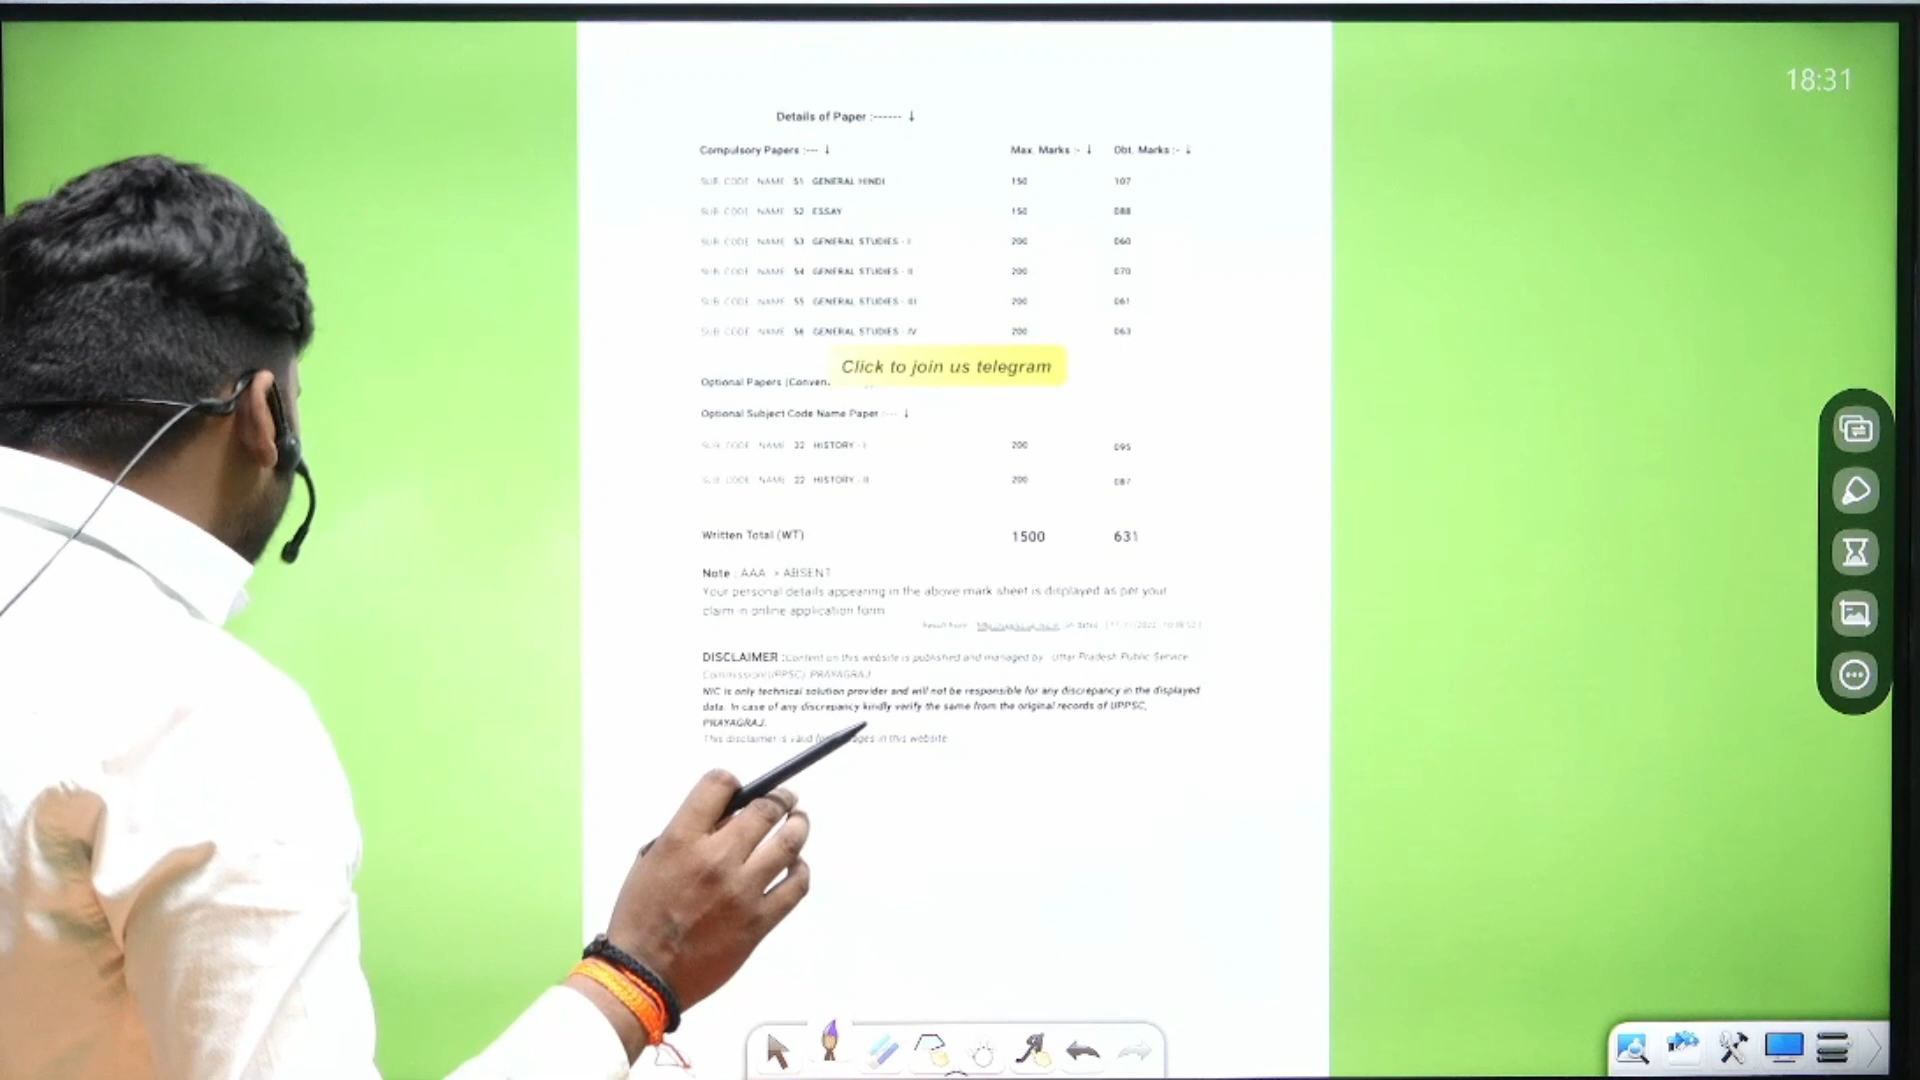 18:31
Details of Paper :------ ↓
Compulsory Papers :--- ↓ Max. Marks :- ↓ Obt. Marks :- ↓
SUB CODE NAME 51 GENERAL HINDI 150 107
SUB CODE NAME 52 ESSAY 150 088
SUB CODE NAME 53 GENERAL STUDIES - I 200 060
SUB CODE NAME 54 GENERAL STUDIES - II 200 070
SUB CODE NAME 55 GENERAL STUDIES - III 200 061
SUB CODE NAME 56 GENERAL STUDIES - IV 200 063
Click to join us telegram
Optional Papers
Optional Subject Code Name Paper :--- ↓
SUB CODE NAME 22 HISTORY - I 200 095
SUB CODE NAME 22 HISTORY - II 200 087
Written Total (WT) 1500 631
Note : AAA > ABSENT
Your personal details appearing in the above mark sheet is displayed as per your
claim in online application form
DISCLAIMER :Content on this website is published and managed by Uttar Pradesh Public Service
Commission(UPPSC) PRAYAGRAJ
NIC is only technical solution provider and will not be responsible for any discrepancy in the displayed
data. In case of any discrepancy kindly verify the same from the original records of UPPSC,
PRAYAGRAJ.
This disclaimer is valid in this website